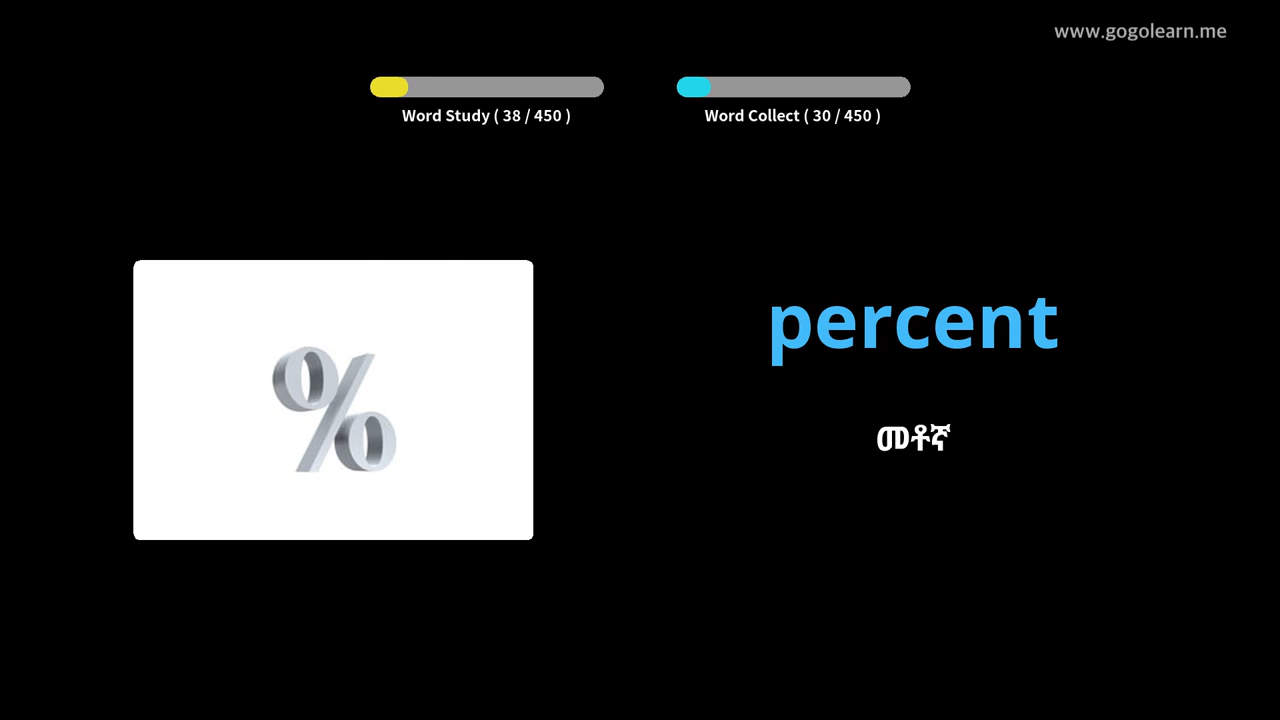 www.gogolearn.me
Word Study ( 38 / 450 )
Word Collect ( 30 / 450 )
%
percent
መቶኛ